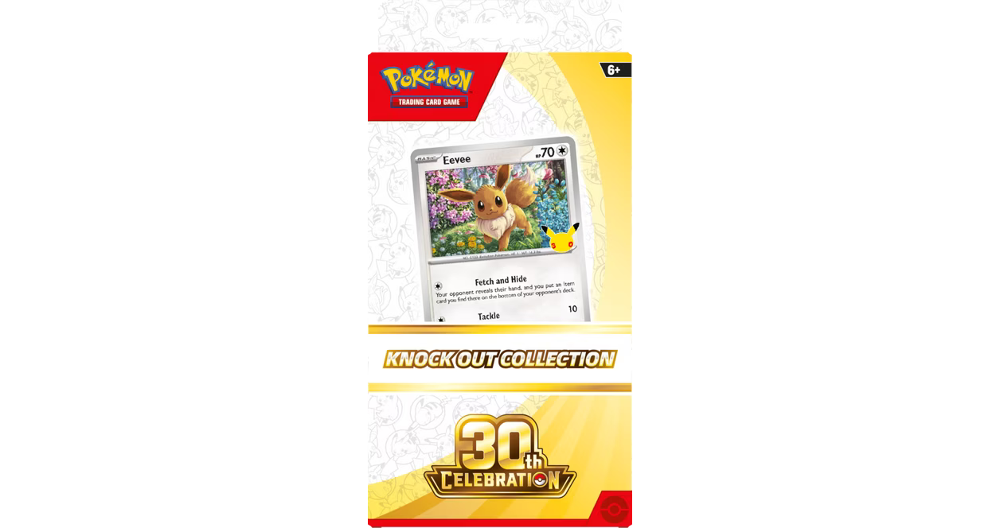 6+
POKéMON
TRADING CARD GAME
BASIC Eevee HP70
Fetch and Hide
Your opponent reveals their hand, and you put an Item
card you find there on the bottom of your opponent's deck.
Tackle 10
KNOCK OUT COLLECTION
30th
CELEBRATION